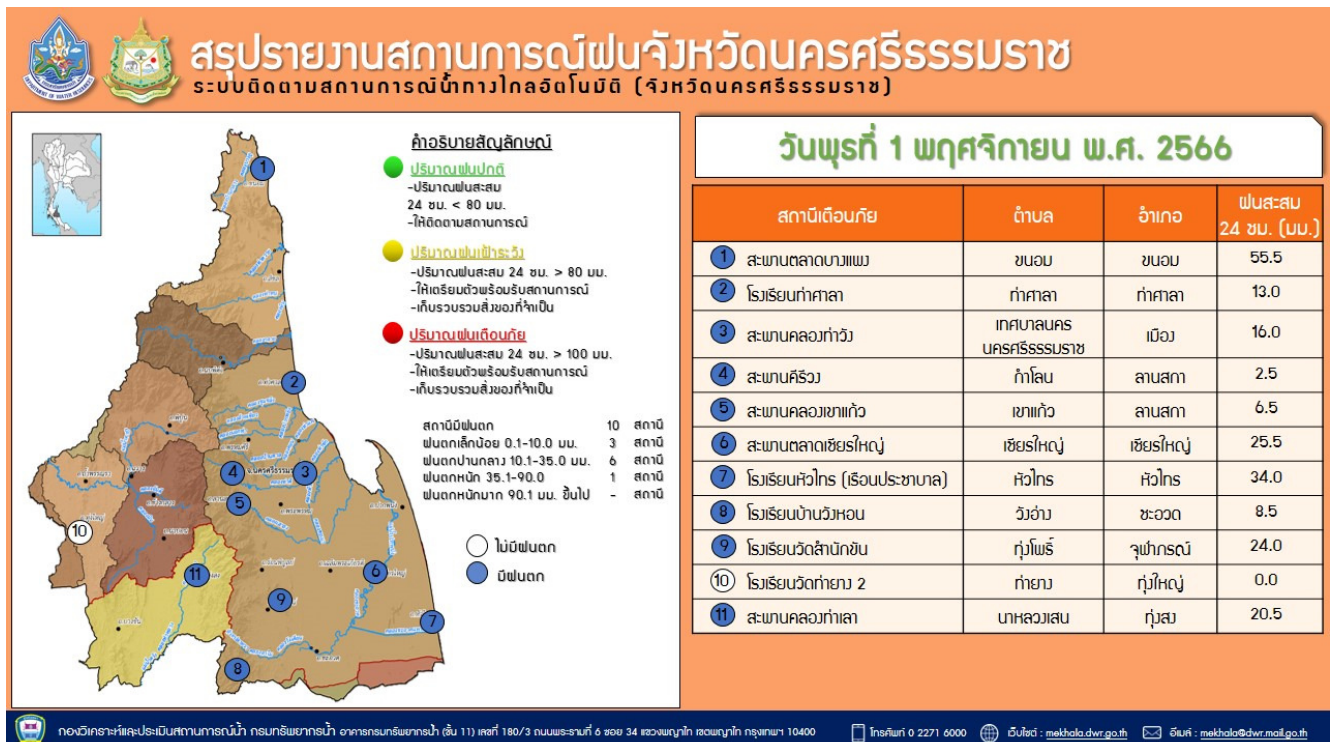 สรุปรายงานสถานการณ์ฝนจังหวัดนครศรีธรรมราช
ระบบติดตามสถานการณ์น้ำทางไกลอัตโนมัติ (จังหวัดนครศรีธรรมราช)
คำอธิบายสัญลักษณ์
ปริมาณฝนปกติ
-ปริมาณฝนสะสม
24 ชม. < 80 มม.
-ให้ติดตามสถานการณ์
ปริมาณฝนเฝ้าระวัง
-ปริมาณฝนสะสม 24 ชม. > 80 มม.
-ให้เตรียมตัวพร้อมรับสถานการณ์
-เก็บรวบรวมสิ่งของที่จำเป็น
ปริมาณฝนเตือนภัย
-ปริมาณฝนสะสม 24 ชม. > 100 มม.
-ให้เตรียมตัวพร้อมรับสถานการณ์
-เก็บรวบรวมสิ่งของที่จำเป็น
สถานีมีฝนตก 10 สถานี
ฝนตกเล็กน้อย 0.1-10.0 มม. 3 สถานี
ฝนตกปานกลาง 10.1-35.0 มม. 6 สถานี
ฝนตกหนัก 35.1-90.0 1 สถานี
ฝนตกหนักมาก 90.1 มม. ขึ้นไป - สถานี
ไม่มีฝนตก
มีฝนตก
1
2
4 3
5
10
6
11
9
7
8
วันพุธที่ 1 พฤศจิกายน พ.ศ. 2566
สถานีเตือนภัย ตำบล อำเภอ ฝนสะสม
24 ชม. (มม.)
1 สะพานตลาดบางแพง ขนอม ขนอม 55.5
2 โรงเรียนท่าศาลา ท่าศาลา ท่าศาลา 13.0
3 สะพานคลองท่าวัง เทศบาลนคร
นครศรีธรรมราช เมือง 16.0
4 สะพานคีรีวง กำโลน ลานสกา 2.5
5 สะพานคลองเขาแก้ว เขาแก้ว ลานสกา 6.5
6 สะพานตลาดเชียรใหญ่ เชียรใหญ่ เชียรใหญ่ 25.5
7 โรงเรียนหัวไทร (เรือนประชาบาล) หัวไทร หัวไทร 34.0
8 โรงเรียนบ้านวังหอน วังอ่าง ชะอวด 8.5
9 โรงเรียนวัดสำนักขัน ทุ่งโพธิ์ จุฬาภรณ์ 24.0
10 โรงเรียนวัดท่ายาง 2 ท่ายาง ทุ่งใหญ่ 0.0
11 สะพานคลองท่าเลา นาหลวงเสน ทุ่งสง 20.5
กองวิเคราะห์และประเมินสถานการณ์น้ำ กรมทรัพยากรน้ำ อาคารกรมทรัพยากรน้ำ (ชั้น 11) เลขที่ 180/3 ถนนพระรามที่ 6 ซอย 34 แขวงพญาไท เขตพญาไท กรุงเทพฯ 10400 โทรศัพท์ 0 2271 6000 เว็บไซต์ : mekhala.dwr.go.th อีเมล์ : mekhala@dwr.mail.go.th